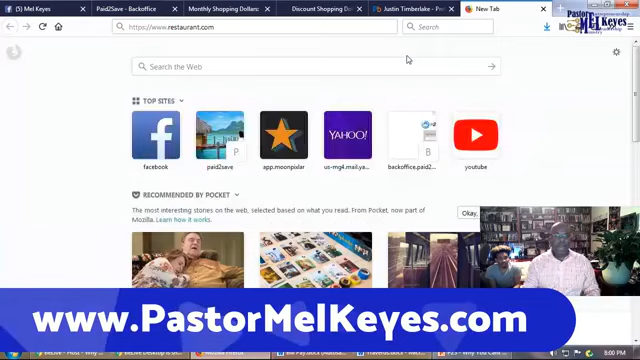 (5) Mel Keyes
Paid2Save - Backoffice
Monthly Shopping Dollars:
Discount Shopping Do
Justin Timberlake -
New Tab
Pastor
MEL Keyes
https://www.restaurant.com
Search
Search the Web
TOP SITES
P
YAHOO!
B
facebook
paid2save
app.moonpixlar
us-mg4.mail.ya...
backoffice.paid2...
youtube
RECOMMENDED BY POCKET
The most interesting stories on the web, selected based on what you read. From Pocket, now part of
Mozilla. Learn how it works.
Okay,
www.PastorMelKeyes.com
8:00 PM